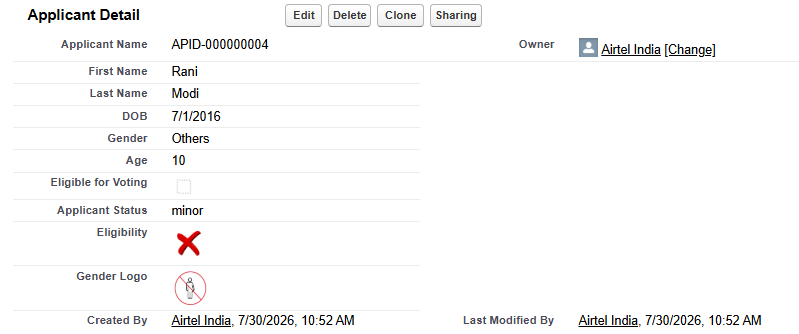 Applicant Detail Edit Delete Clone Sharing
Applicant Name APID-000000004 Owner Airtel India [Change]
First Name Rani
Last Name Modi
DOB 7/1/2016
Gender Others
Age 10
Eligible for Voting
Applicant Status minor
Eligibility
Gender Logo
Created By Airtel India, 7/30/2026, 10:52 AM Last Modified By Airtel India, 7/30/2026, 10:52 AM